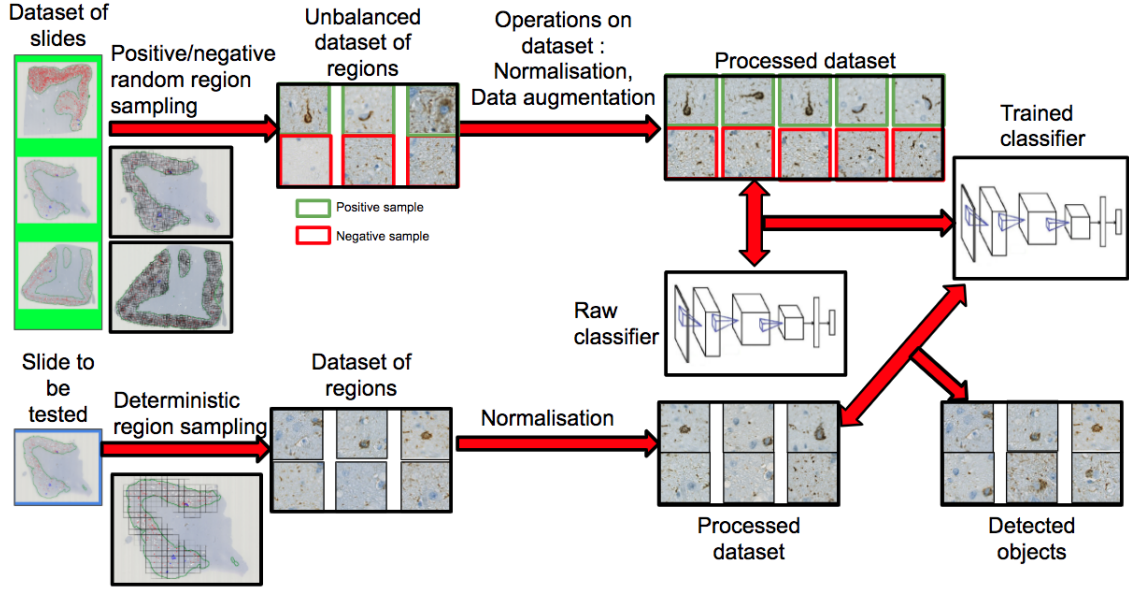 Dataset of
slides
Positive/negative
random region
sampling
Unbalanced
dataset of
regions
Operations on
dataset :
Normalisation,
Data augmentation
Processed dataset
Trained
classifier
Positive sample
Negative sample
Raw
classifier
Slide to
be
tested
Deterministic
region sampling
Dataset of
regions
Normalisation
Processed
dataset
Detected
objects